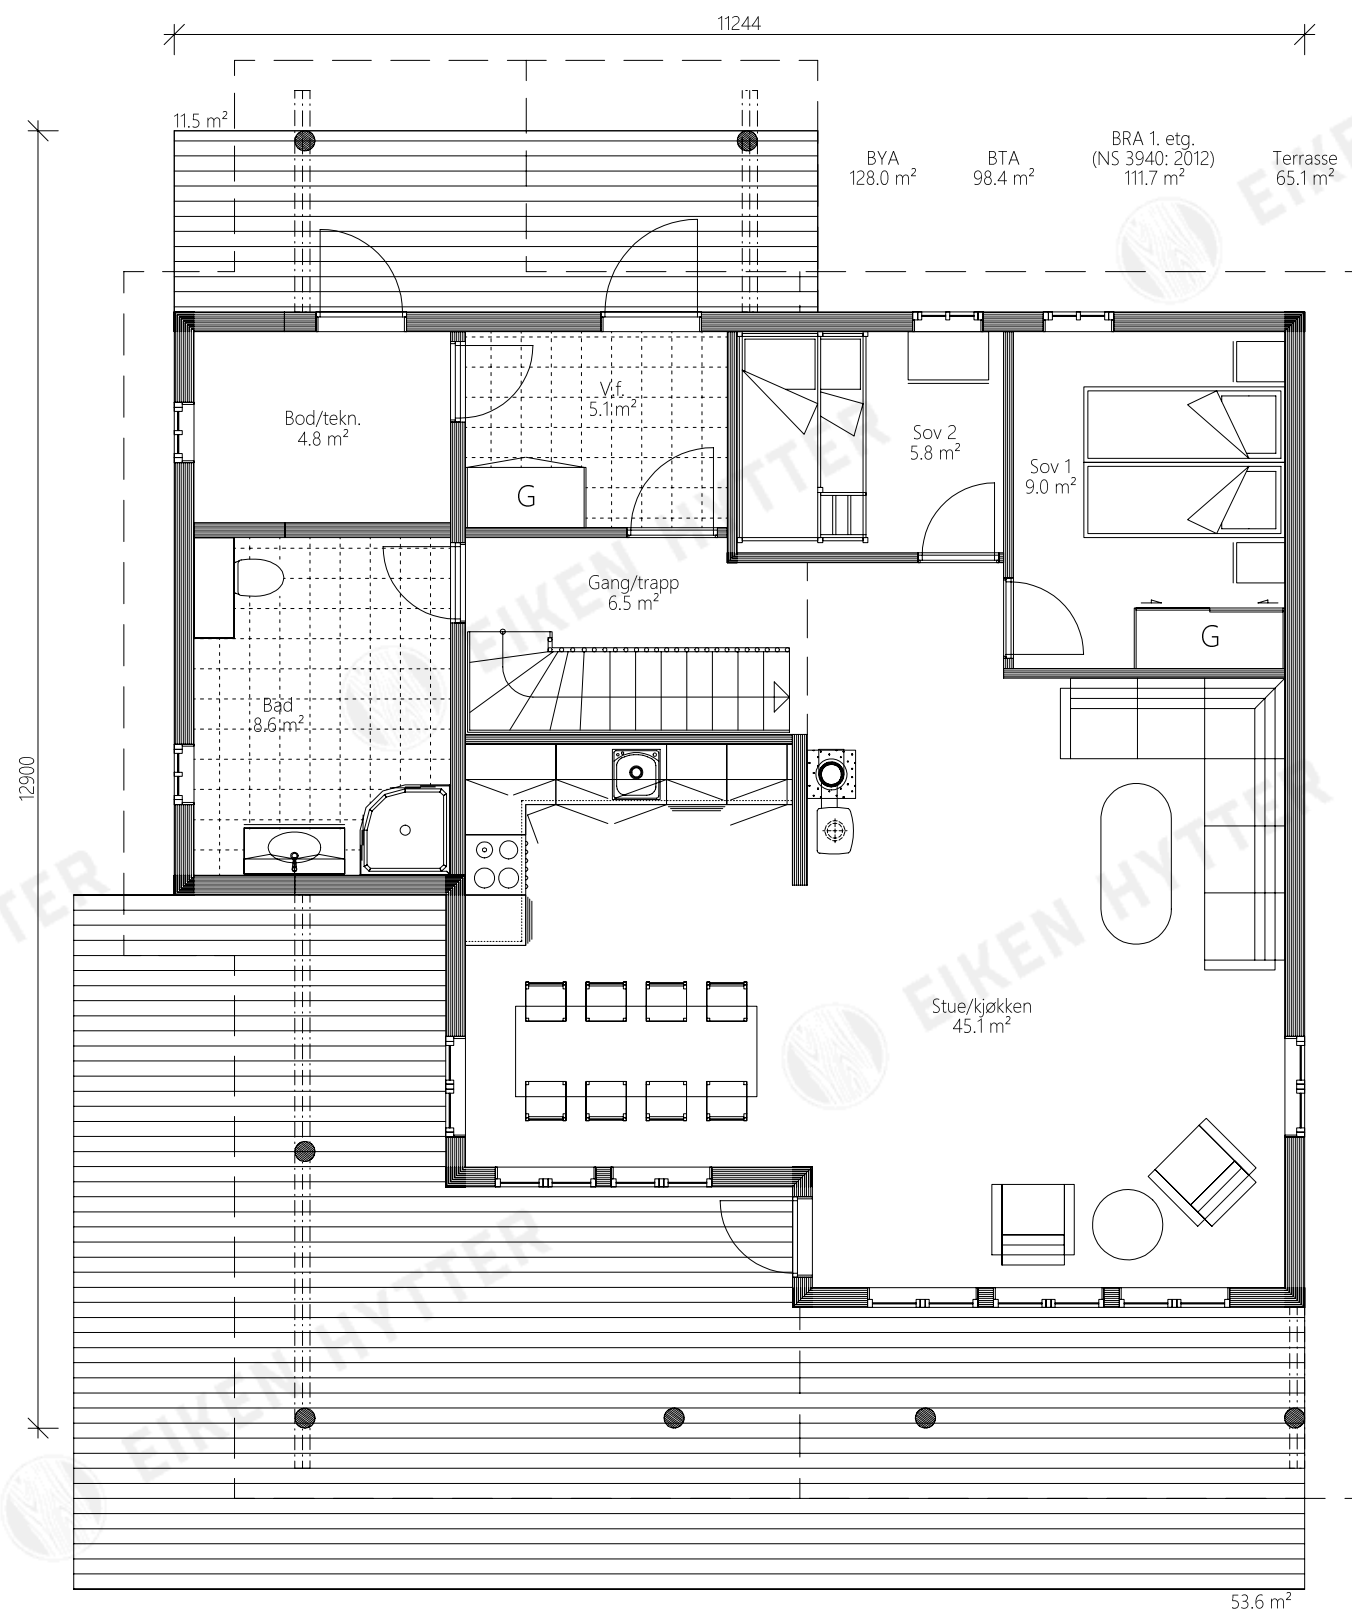 11244
11.5 m²
BYA
128.0 m²
BTA
98.4 m²
BRA 1. etg.
(NS 3940: 2012)
111.7 m²
Terrasse
65.1 m²
EIKEN
V.f.
5.1 m²
Bod/tekn.
4.8 m²
Sov 2
5.8 m²
Sov 1
9.0 m²
G
EIKEN HYTTER
Gang/trapp
6.5 m²
G
Bad
8.6 m²
12900
EIKEN HYTTER
HYTTER
Stue/kjøkken
45.1 m²
EIKEN HYTTER
53.6 m²